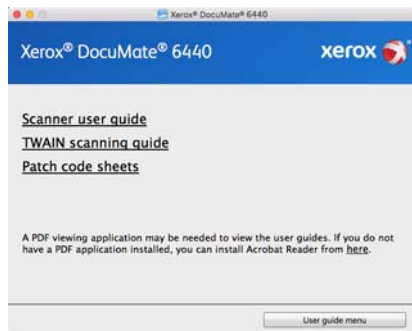 Xerox® DocuMate® 6440
Xerox® DocuMate® 6440
xerox
Scanner user guide
TWAIN scanning guide
Patch code sheets
A PDF viewing application may be needed to view the user guides. If you do not
have a PDF application installed, you can install Acrobat Reader from here.
User guide menu